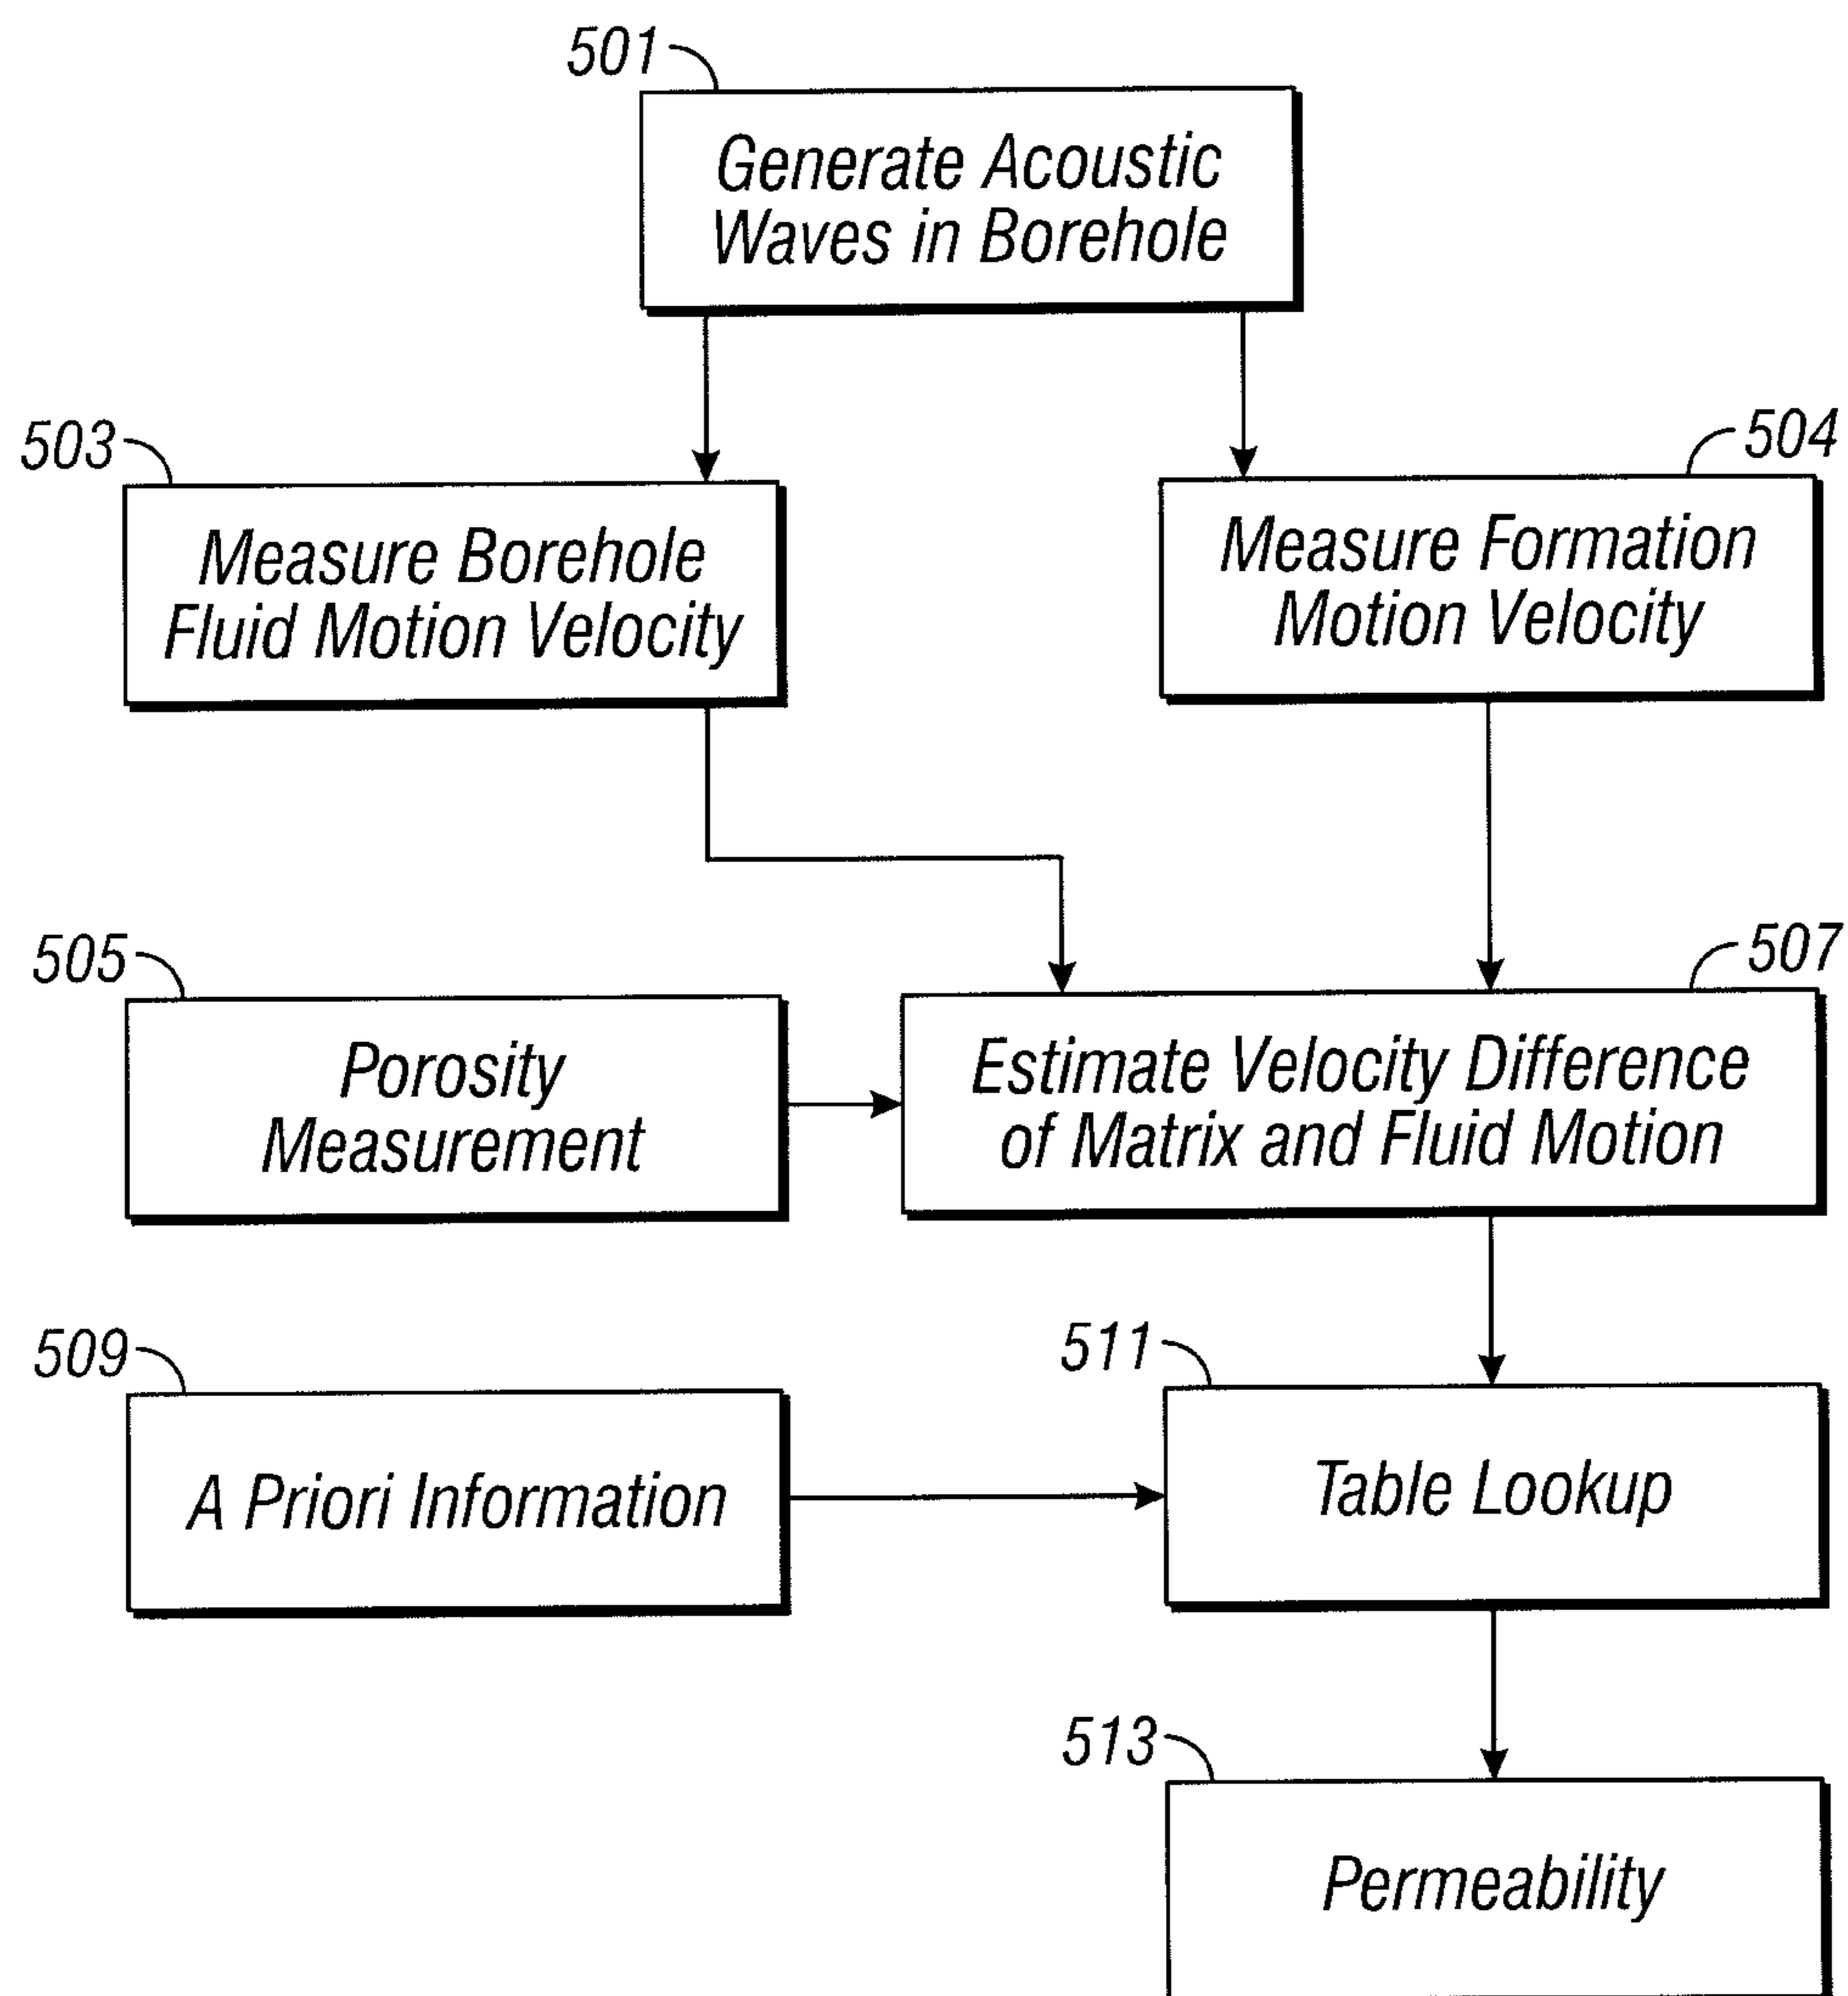 501
Generate Acoustic
Waves in Borehole
503
Measure Borehole
Fluid Motion Velocity
504
Measure Formation
Motion Velocity
505
Porosity
Measurement
507
Estimate Velocity Difference
of Matrix and Fluid Motion
509
A Priori Information
511
Table Lookup
513
Permeability